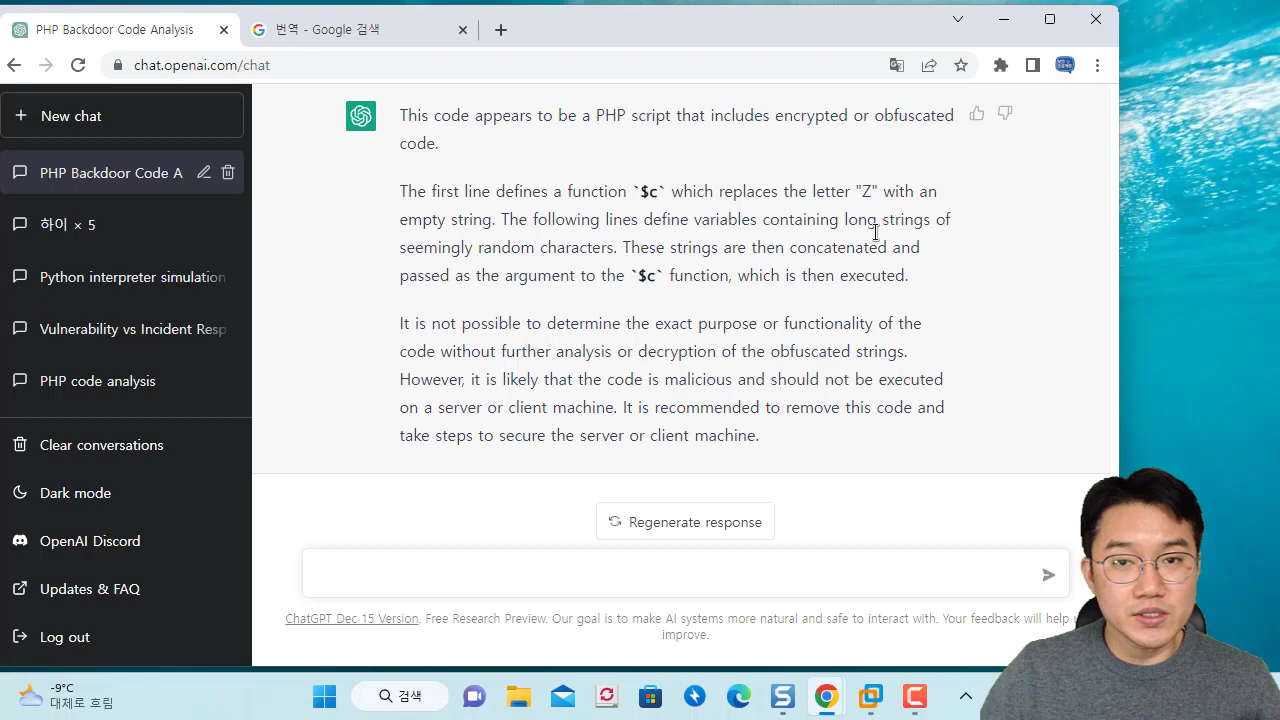 PHP Backdoor Code Analysis
번역 - Google 검색
chat.openai.com/chat
New chat
PHP Backdoor Code A
하이 × 5
Python interpreter simulation
Vulnerability vs Incident Resp
PHP code analysis
Clear conversations
Dark mode
OpenAI Discord
Updates & FAQ
Log out
This code appears to be a PHP script that includes encrypted or obfuscated
code.
The first line defines a function `$c` which replaces the letter "Z" with an
empty string. The following lines define variables containing long strings of
seemingly random characters. These strings are then concatenated and
passed as the argument to the `$c` function, which is then executed.
It is not possible to determine the exact purpose or functionality of the
code without further analysis or decryption of the obfuscated strings.
However, it is likely that the code is malicious and should not be executed
on a server or client machine. It is recommended to remove this code and
take steps to secure the server or client machine.
Regenerate response
ChatGPT Dec 15 Version. Free Research Preview. Our goal is to make AI systems more natural and safe to interact with. Your feedback will help
improve.
-9°C
대체로 흐림
검색